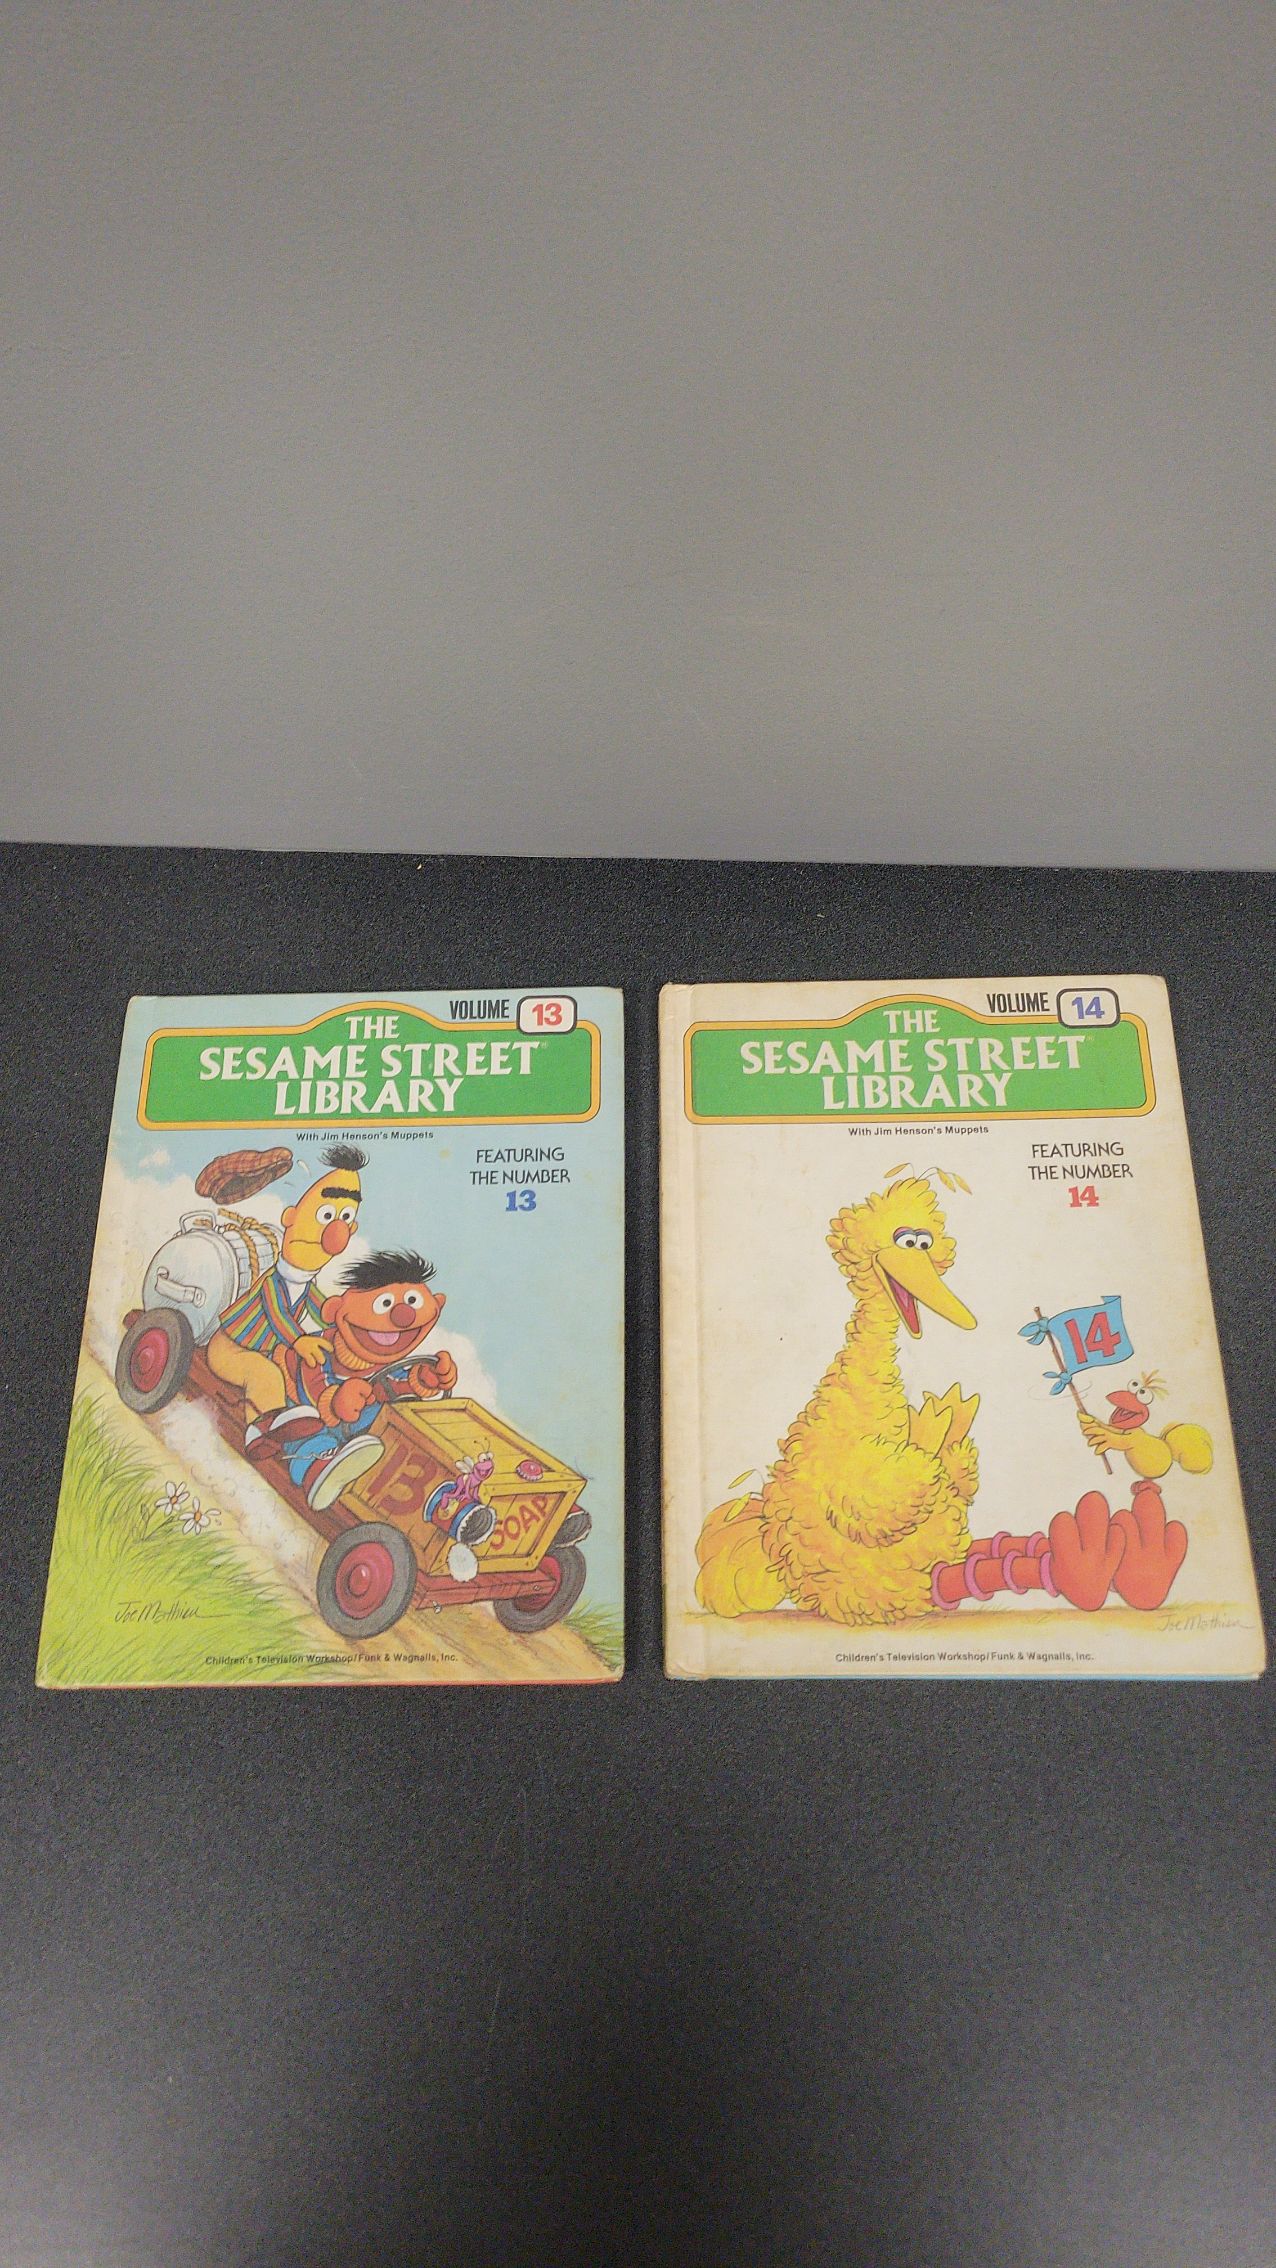 VOLUME 13
THE
SESAME STREET®
LIBRARY
With Jim Henson's Muppets
FEATURING
THE NUMBER
13
13
SOAP
Joe Mathieu
Children's Television Workshop/Funk & Wagnalls, Inc.
VOLUME 14
THE
SESAME STREET®
LIBRARY
With Jim Henson's Muppets
FEATURING
THE NUMBER
14
14
Joe Mathieu
Children's Television Workshop/Funk & Wagnalls, Inc.